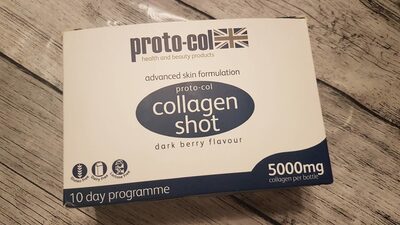 proto-col
health and beauty products
advanced skin formulation
proto-col
collagen
shot
dark berry flavour
5000mg
collagen per bottle
10 day programme